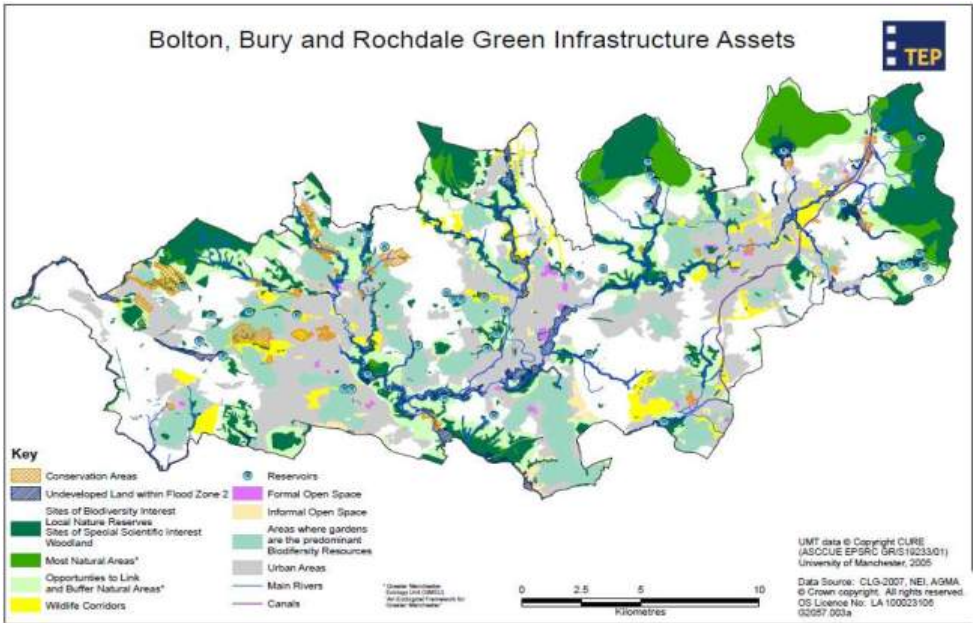 Bolton, Bury and Rochdale Green Infrastructure Assets
TEP
Key
Conservation Areas
Undeveloped Land within Flood Zone 2
Sites of Biodiversity Interest
Local Nature Reserves
Sites of Special Scientific Interest
Woodland
Most Natural Areas*
Opportunies to Link
and Buffer Natural Areas*
Wildlife Corridors
Reservoirs
Formal Open Space
Informal Open Space
Areas where gardens
are the predominant
Biodifersity Resources
Urban Areas
Main Rivers
Canals
* Greater Manchester
Ecology Unit (GMEU)
'An Ecological Framework for
Greater Manchester'
0 2.5 5 10
Kilometres
UMT data © Copyright CURE
(ASCCUE EPSRC GR/S19233/01)
University of Manchester, 2005
Data Source: CLG-2007, NEI, AGMA
© Crown copyright. All rights reserved.
OS Licence No: LA 100023106
G2057.003a